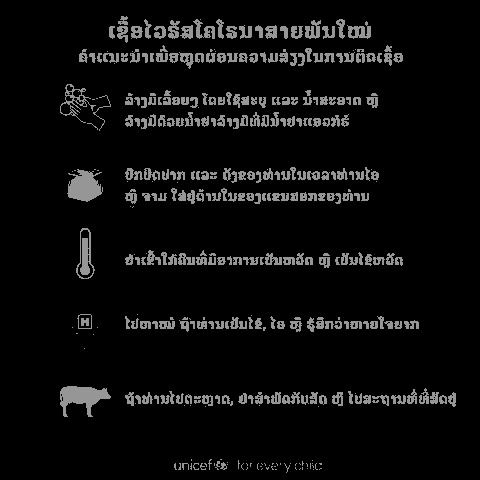 ເຊື້ອໄວຣັສໂຄໂຣນາສາຍພັນໃໝ່
ຄຳແນະນຳເພື່ອຫຼຸດຜ່ອນຄວາມສ່ຽງໃນການຕິດເຊື້ອ
ລ້າງມືເລື້ອຍໆ ໂດຍໃຊ້ສະບູ ແລະ ນ້ຳສະອາດ ຫຼື
ລ້າງມືດ້ວຍນ້ຳຢາລ້າງມືທີ່ມີນ້ຳຢາແອວກໍຮໍ
ປົກປິດປາກ ແລະ ດັງຂອງທ່ານໃນເວລາທ່ານໄອ
ຫຼື ຈາມ ໃສ່ຢູ່ດ້ານໃນຂອງແຂນສອກຂອງທ່ານ
ຢ່າເຂົ້າໃກ້ຄົນທີ່ມີອາການເປັນຫວັດ ຫຼື ເປັນໄຂ້ຫວັດ
H
ໄປຫາໝໍ ຖ້າທ່ານເປັນໄຂ້, ໄອ ຫຼື ຮູ້ສຶກວ່າຫາຍໃຈຍາກ
ຖ້າທ່ານໄປຕະຫຼາດ, ຢ່າສຳຜັດກັບສັດ ຫຼື ໄປສະຖານທີ່ທີ່ສັດຢູ່
unicef for every child